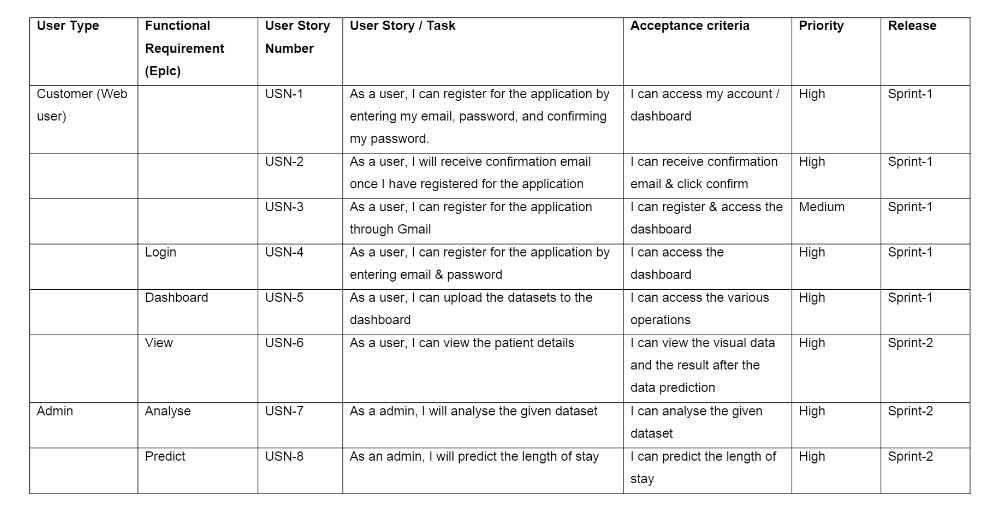 User Type Functional Requirement (Epic) User Story Number User Story / Task Acceptance criteria Priority Release
Customer (Web user) USN-1 As a user, I can register for the application by entering my email, password, and confirming my password. I can access my account / dashboard High Sprint-1
USN-2 As a user, I will receive confirmation email once I have registered for the application I can receive confirmation email & click confirm High Sprint-1
USN-3 As a user, I can register for the application through Gmail I can register & access the dashboard Medium Sprint-1
Login USN-4 As a user, I can register for the application by entering email & password I can access the dashboard High Sprint-1
Dashboard USN-5 As a user, I can upload the datasets to the dashboard I can access the various operations High Sprint-1
View USN-6 As a user, I can view the patient details I can view the visual data and the result after the data prediction High Sprint-2
Admin Analyse USN-7 As a admin, I will analyse the given dataset I can analyse the given dataset High Sprint-2
Predict USN-8 As an admin, I will predict the length of stay I can predict the length of stay High Sprint-2